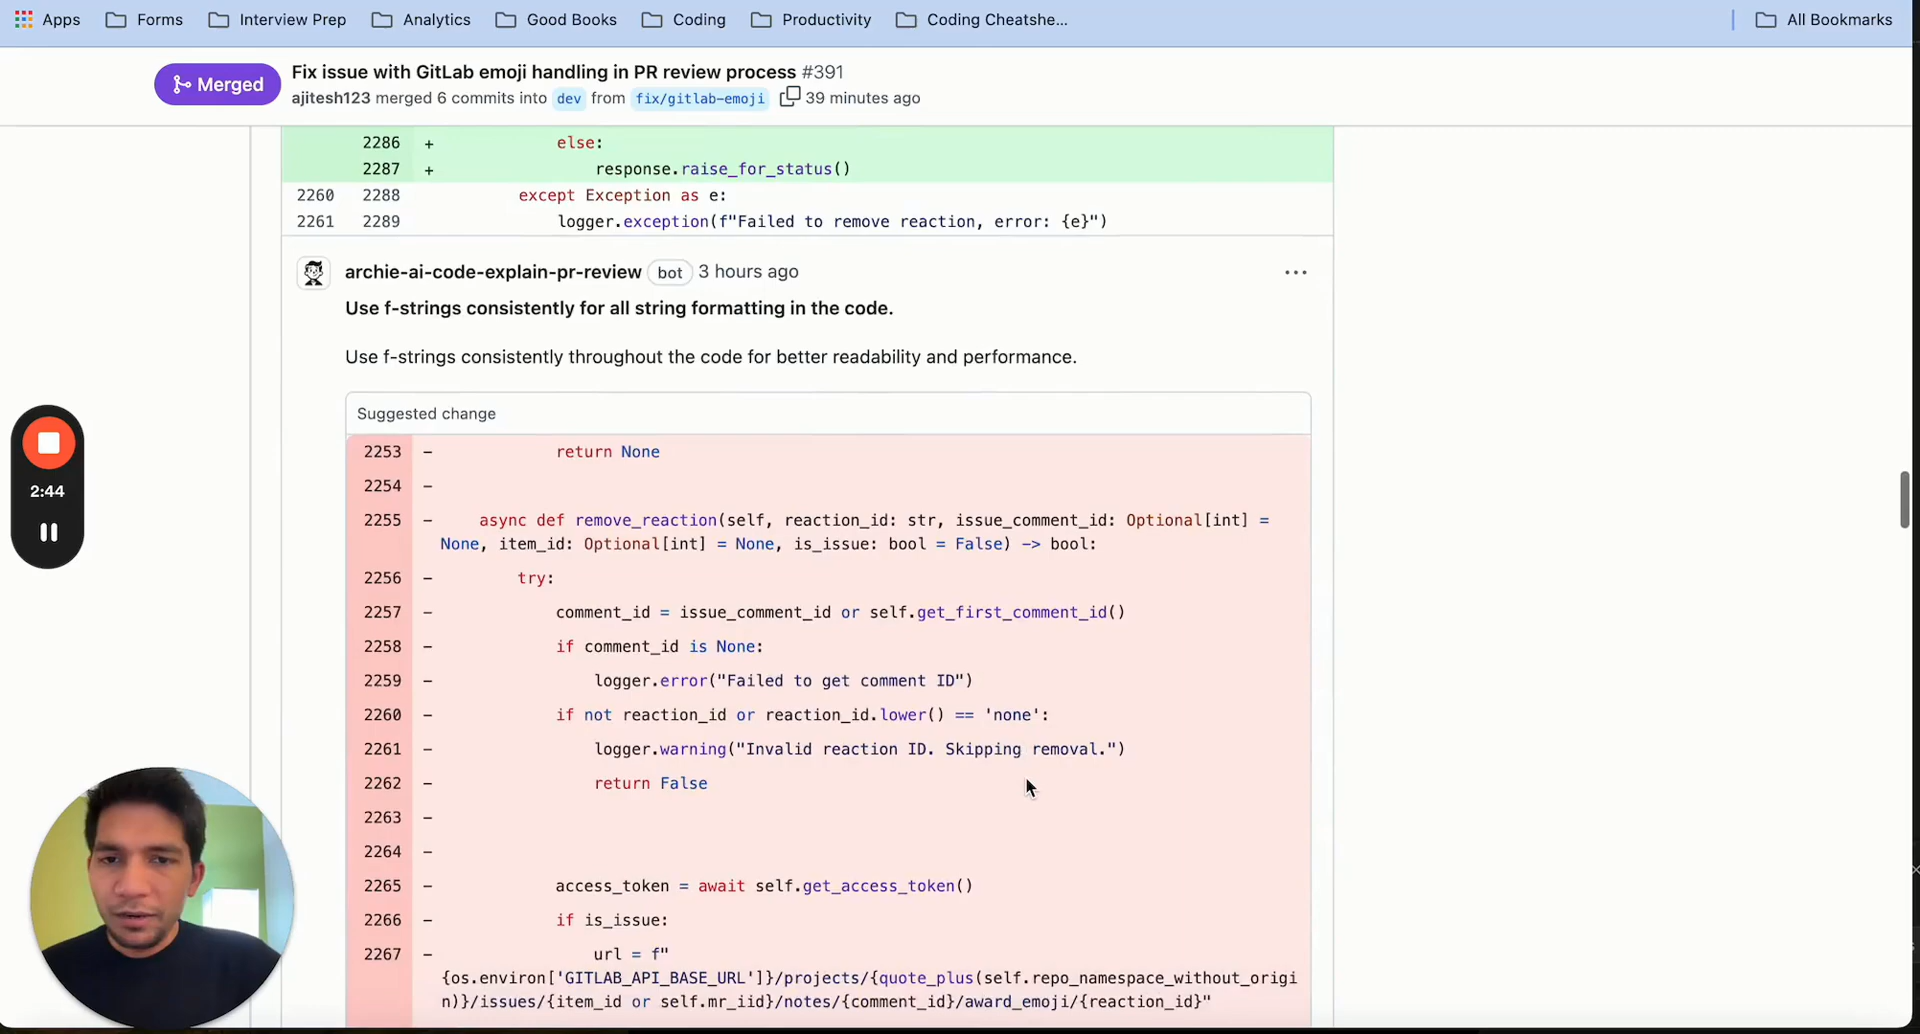 Apps Forms Interview Prep Analytics Good Books Coding Productivity Coding Cheatshe... All Bookmarks
Merged
Fix issue with GitLab emoji handling in PR review process #391
ajitesh123 merged 6 commits into dev from fix/gitlab-emoji 39 minutes ago
2286 + else:
2287 + response.raise_for_status()
2260 2288 except Exception as e:
2261 2289 logger.exception(f"Failed to remove reaction, error: {e}")
archie-ai-code-explain-pr-review bot 3 hours ago
Use f-strings consistently for all string formatting in the code.
Use f-strings consistently throughout the code for better readability and performance.
Suggested change
2253 - return None
2254 -
2255 - async def remove_reaction(self, reaction_id: str, issue_comment_id: Optional[int] =
None, item_id: Optional[int] = None, is_issue: bool = False) -> bool:
2256 - try:
2257 - comment_id = issue_comment_id or self.get_first_comment_id()
2258 - if comment_id is None:
2259 - logger.error("Failed to get comment ID")
2260 - if not reaction_id or reaction_id.lower() == 'none':
2261 - logger.warning("Invalid reaction ID. Skipping removal.")
2262 - return False
2263 -
2264 -
2265 - access_token = await self.get_access_token()
2266 - if is_issue:
2267 - url = f"
{os.environ['GITLAB_API_BASE_URL']}/projects/{quote_plus(self.repo_namespace_without_origi
n)}/issues/{item_id or self.mr_iid}/notes/{comment_id}/award_emoji/{reaction_id}"
2:44